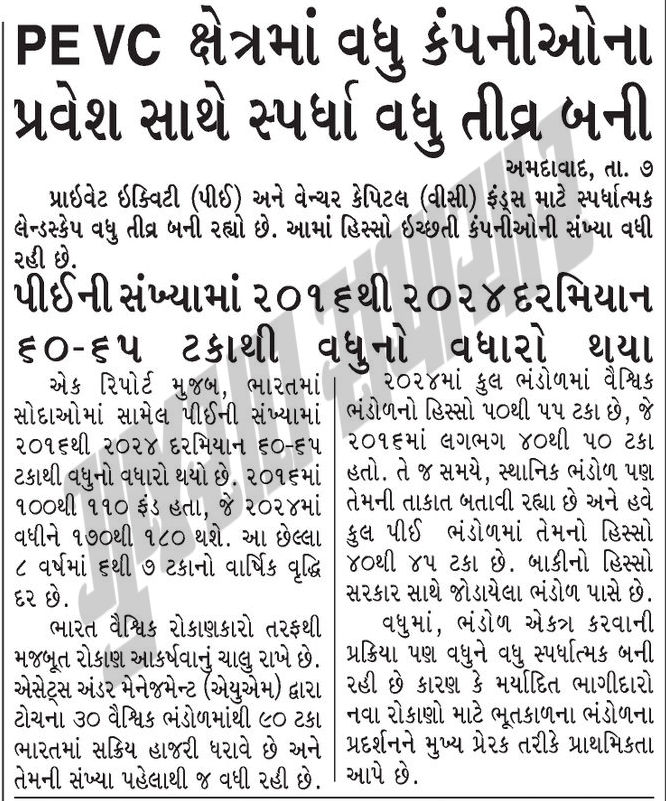 PE VC ક્ષેત્રમાં વધુ કંપનીઓના
પ્રવેશ સાથે સ્પર્ધા વધુ તીવ્ર બની
અમદાવાદ, તા. ૭
પ્રાઇવેટ ઇક્વિટી (પીઈ) અને વેન્ચર કેપિટલ (વીસી) ફંડ્સ માટે સ્પર્ધાત્મક
લેન્ડસ્કેપ વધુ તીવ્ર બની રહ્યો છે. આમાં હિસ્સો ઇચ્છતી કંપનીઓની સંખ્યા વધી
રહી છે.
પીઈની સંખ્યામાં ૨૦૧૬થી ૨૦૨૪ દરમિયાન
૬૦-૬૫ ટકાથી વધુનો વધારો થયા
એક રિપોર્ટ મુજબ, ભારતમાં
સોદાઓમાં સામેલ પીઈની સંખ્યામાં
૨૦૧૬થી ૨૦૨૪ દરમિયાન ૬૦-૬૫
ટકાથી વધુનો વધારો થયો છે. ૨૦૧૬માં
૧૦૦થી ૧૧૦ ફંડ હતા, જે ૨૦૨૪માં
વધીને ૧૭૦થી ૧૮૦ થશે. આ છેલ્લા
૮ વર્ષમાં ૬થી ૭ ટકાનો વાર્ષિક વૃદ્ધિ
દર છે.
ભારત વૈશ્વિક રોકાણકારો તરફથી
મજબૂત રોકાણ આકર્ષવાનું ચાલુ રાખે છે.
એસેટ્સ અંડર મેનેજમેન્ટ (એયુએમ) દ્વારા
ટોચના ૩૦ વૈશ્વિક ભંડોળમાંથી ૯૦ ટકા
ભારતમાં સક્રિય હાજરી ધરાવે છે અને
તેમની સંખ્યા પહેલાથી જ વધી રહી છે.
૨૦૨૪માં કુલ ભંડોળમાં વૈશ્વિક
ભંડોળનો હિસ્સો ૫૦થી ૫૫ ટકા છે, જે
૨૦૧૬માં લગભગ ૪૦થી ૫૦ ટકા
હતો. તે જ સમયે, સ્થાનિક ભંડોળ પણ
તેમની તાકાત બતાવી રહ્યા છે અને હવે
કુલ પીઈ ભંડોળમાં તેમનો હિસ્સો
૪૦થી ૪૫ ટકા છે. બાકીનો હિસ્સો
સરકાર સાથે જોડાયેલા ભંડોળ પાસે છે.
વધુમાં, ભંડોળ એકત્ર કરવાની
પ્રક્રિયા પણ વધુને વધુ સ્પર્ધાત્મક બની
રહી છે કારણ કે મર્યાદિત ભાગીદારો
નવા રોકાણો માટે ભૂતકાળના ભંડોળના
પ્રદર્શનને મુખ્ય પ્રેરક તરીકે પ્રાથમિકતા
આપે છે.